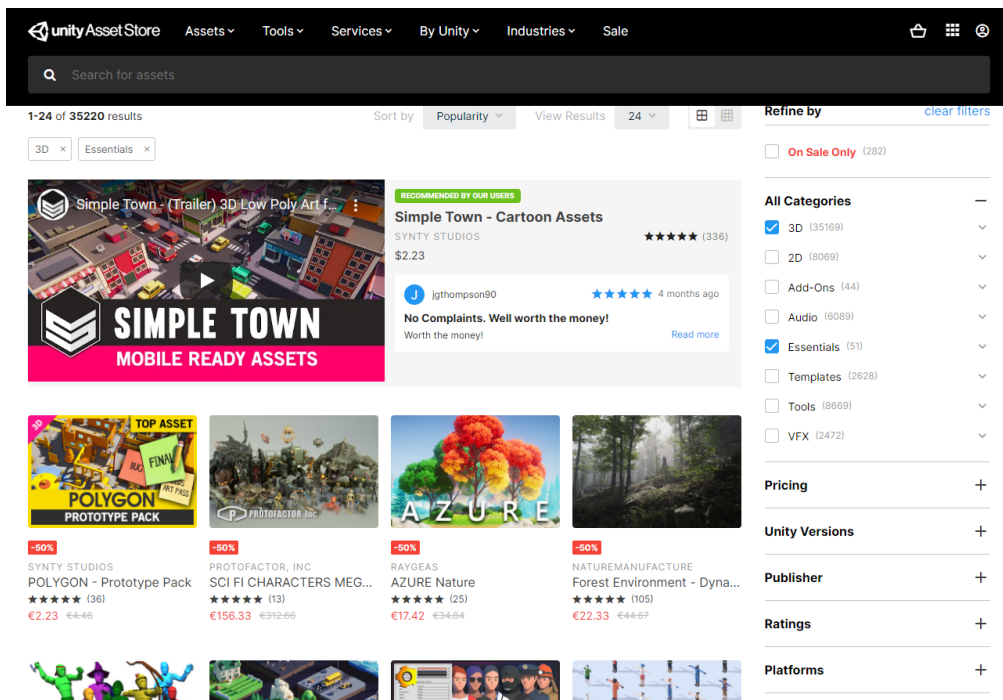 unity Asset Store
Assets Tools Services By Unity Industries Sale
Search for assets
1-24 of 35220 results
Sort by Popularity View Results 24
3D × Essentials ×
Simple Town - (Trailer) 3D Low Poly Art f...
SIMPLE TOWN
MOBILE READY ASSETS
RECOMMENDED BY OUR USERS
Simple Town - Cartoon Assets
SYNTY STUDIOS
★★★★★ (336)
$2.23
J jgthompson90 ★★★★★ 4 months ago
No Complaints. Well worth the money!
Worth the money!
Read more
3D
TOP ASSET
BUG
FINAL
ART PASS
POLYGON
PROTOTYPE PACK
-50%
SYNTY STUDIOS
POLYGON - Prototype Pack
★★★★★ (36)
€2.23 €4.46
PROTOFACTOR Inc
-50%
PROTOFACTOR, INC
SCI FI CHARACTERS MEG...
★★★★★ (13)
€156.33 €312.66
AZURE
-50%
RAYGEAS
AZURE Nature
★★★★★ (25)
€17.42 €34.84
-50%
NATUREMANUFACTURE
Forest Environment - Dyna...
★★★★★ (105)
€22.33 €44.67
Refine by clear filters
On Sale Only (282)
All Categories
3D (35169)
2D (8069)
Add-Ons (44)
Audio (6089)
Essentials (51)
Templates (2628)
Tools (8669)
VFX (2472)
Pricing
Unity Versions
Publisher
Ratings
Platforms